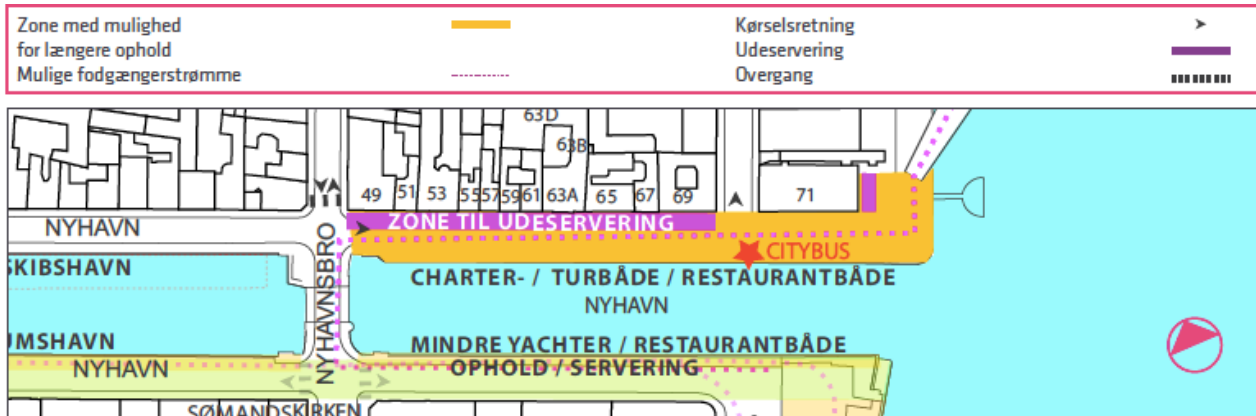 Zone med mulighed
for længere ophold
Mulige fodgængerstrømme
Kørselsretning
Udeservering
Overgang
63D
63B
49 51 53 55 57 59 61 63A 65 67 69 71
NYHAVN
ZONE TIL UDESERVERING
NYHAVNSBRO
CITYBUS
SKIBSHAVN
CHARTER- / TURBÅDE / RESTAURANTBÅDE
NYHAVN
UMSHAVN
MINDRE YACHTER / RESTAURANTBÅDE
NYHAVN
OPHOLD / SERVERING
SØMANDSKIRKEN